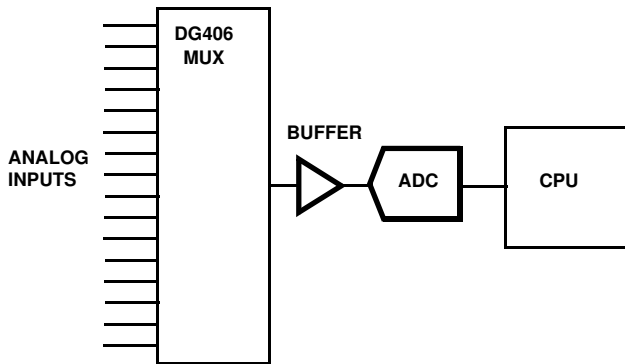 DG406
MUX
BUFFER
ANALOG
INPUTS
ADC
CPU